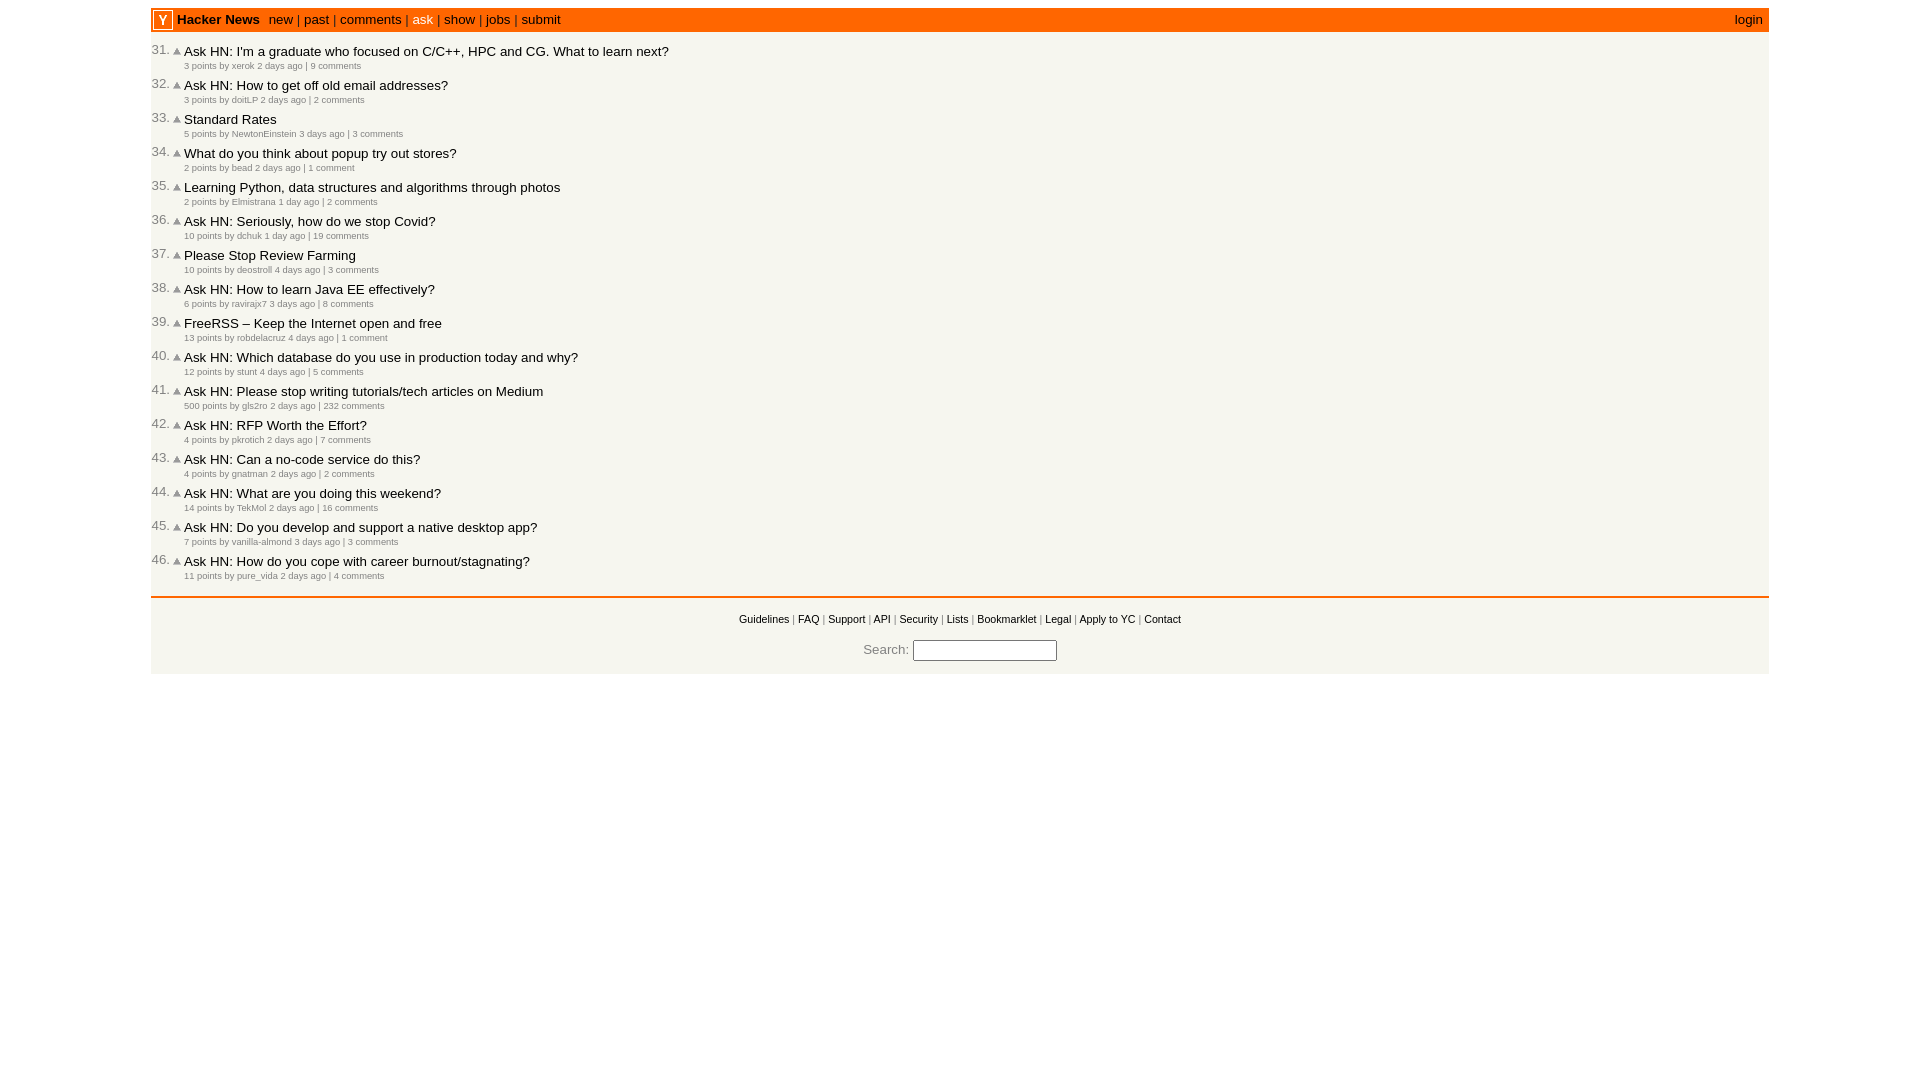 Y Hacker News new | past | comments | ask | show | jobs | submit login
31. Ask HN: I'm a graduate who focused on C/C++, HPC and CG. What to learn next?
3 points by xerok 2 days ago | 9 comments
32. Ask HN: How to get off old email addresses?
3 points by doitLP 2 days ago | 2 comments
33. Standard Rates
5 points by NewtonEinstein 3 days ago | 3 comments
34. What do you think about popup try out stores?
2 points by bead 2 days ago | 1 comment
35. Learning Python, data structures and algorithms through photos
2 points by Elmistrana 1 day ago | 2 comments
36. Ask HN: Seriously, how do we stop Covid?
10 points by dchuk 1 day ago | 19 comments
37. Please Stop Review Farming
10 points by deostroll 4 days ago | 3 comments
38. Ask HN: How to learn Java EE effectively?
6 points by ravirajx7 3 days ago | 8 comments
39. FreeRSS – Keep the Internet open and free
13 points by robdelacruz 4 days ago | 1 comment
40. Ask HN: Which database do you use in production today and why?
12 points by stunt 4 days ago | 5 comments
41. Ask HN: Please stop writing tutorials/tech articles on Medium
500 points by gls2ro 2 days ago | 232 comments
42. Ask HN: RFP Worth the Effort?
4 points by pkrotich 2 days ago | 7 comments
43. Ask HN: Can a no-code service do this?
4 points by gnatman 2 days ago | 2 comments
44. Ask HN: What are you doing this weekend?
14 points by TekMol 2 days ago | 16 comments
45. Ask HN: Do you develop and support a native desktop app?
7 points by vanilla-almond 3 days ago | 3 comments
46. Ask HN: How do you cope with career burnout/stagnating?
11 points by pure_vida 2 days ago | 4 comments
Guidelines | FAQ | Support | API | Security | Lists | Bookmarklet | Legal | Apply to YC | Contact
Search: